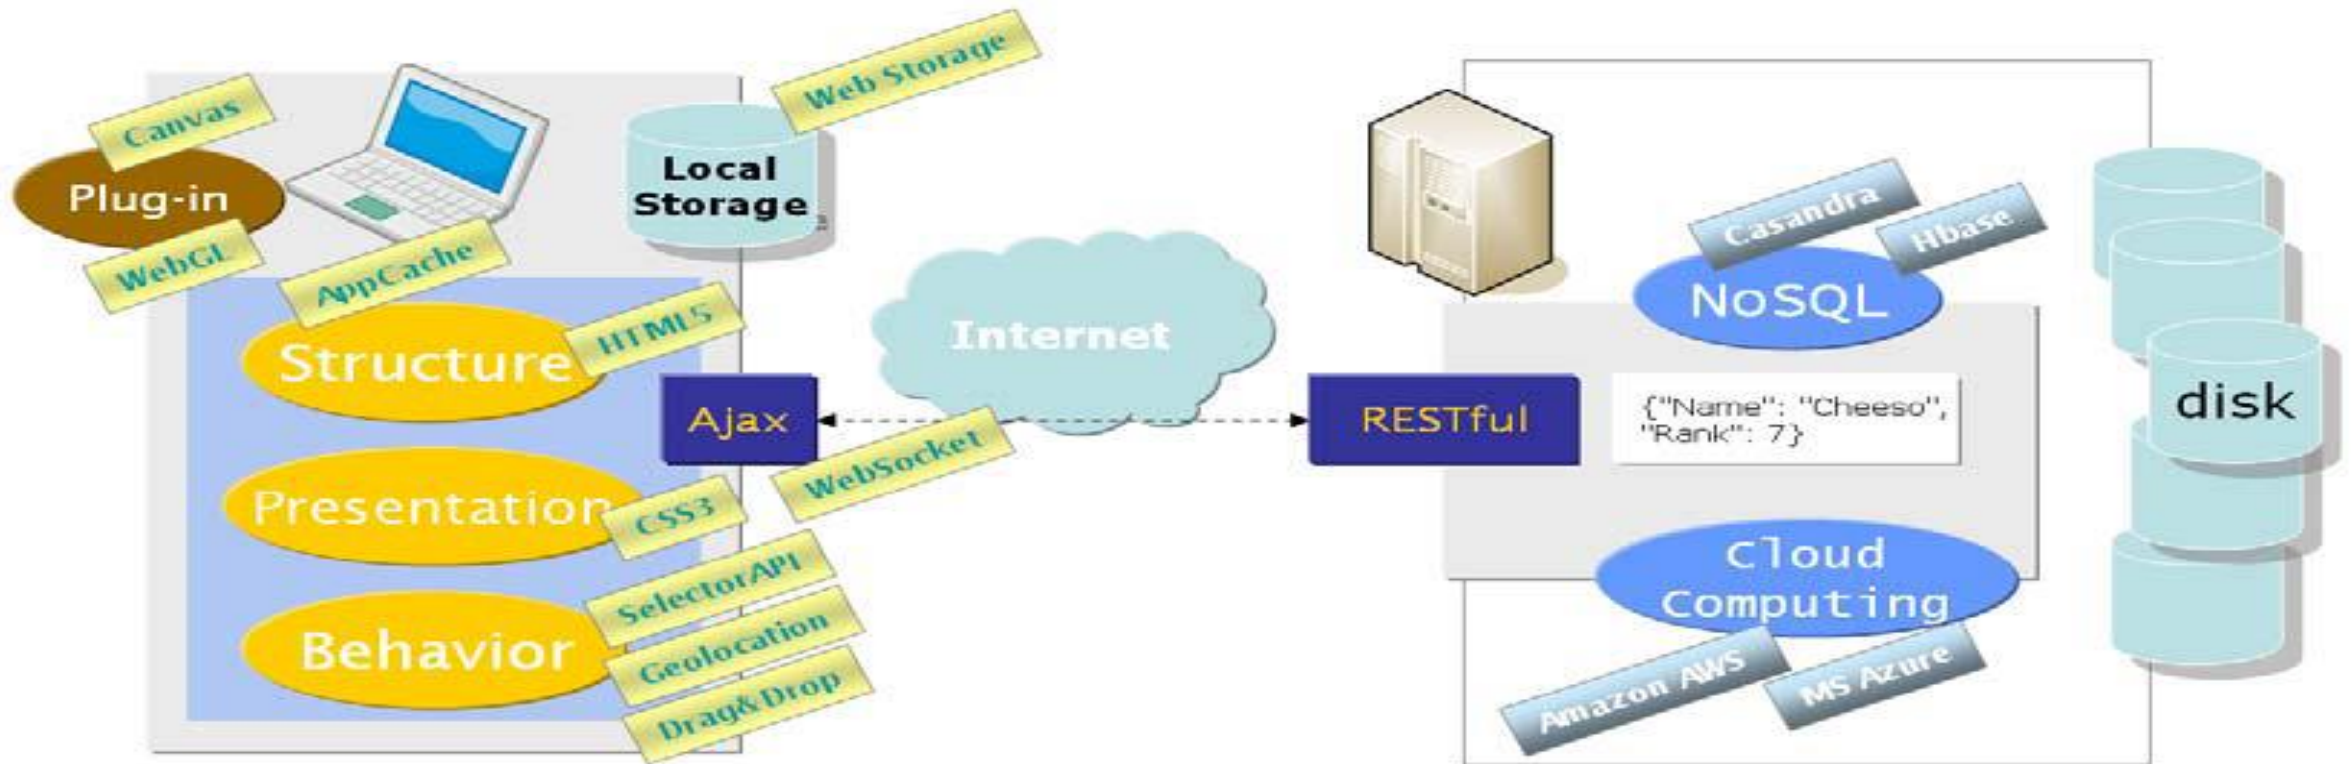 Web Storage
Canvas
Plug-in
Local
Storage
WebGL
AppCache
HTML5
Structure
Ajax
Presentation
CSS3
WebSocket
SelectorAPI
Behavior
Geolocation
Drag&Drop
Internet
RESTful
Casandra
Hbase
NoSQL
{"Name": "Cheeso",
"Rank": 7}
Cloud
Computing
Amazon AWS
MS Azure
disk